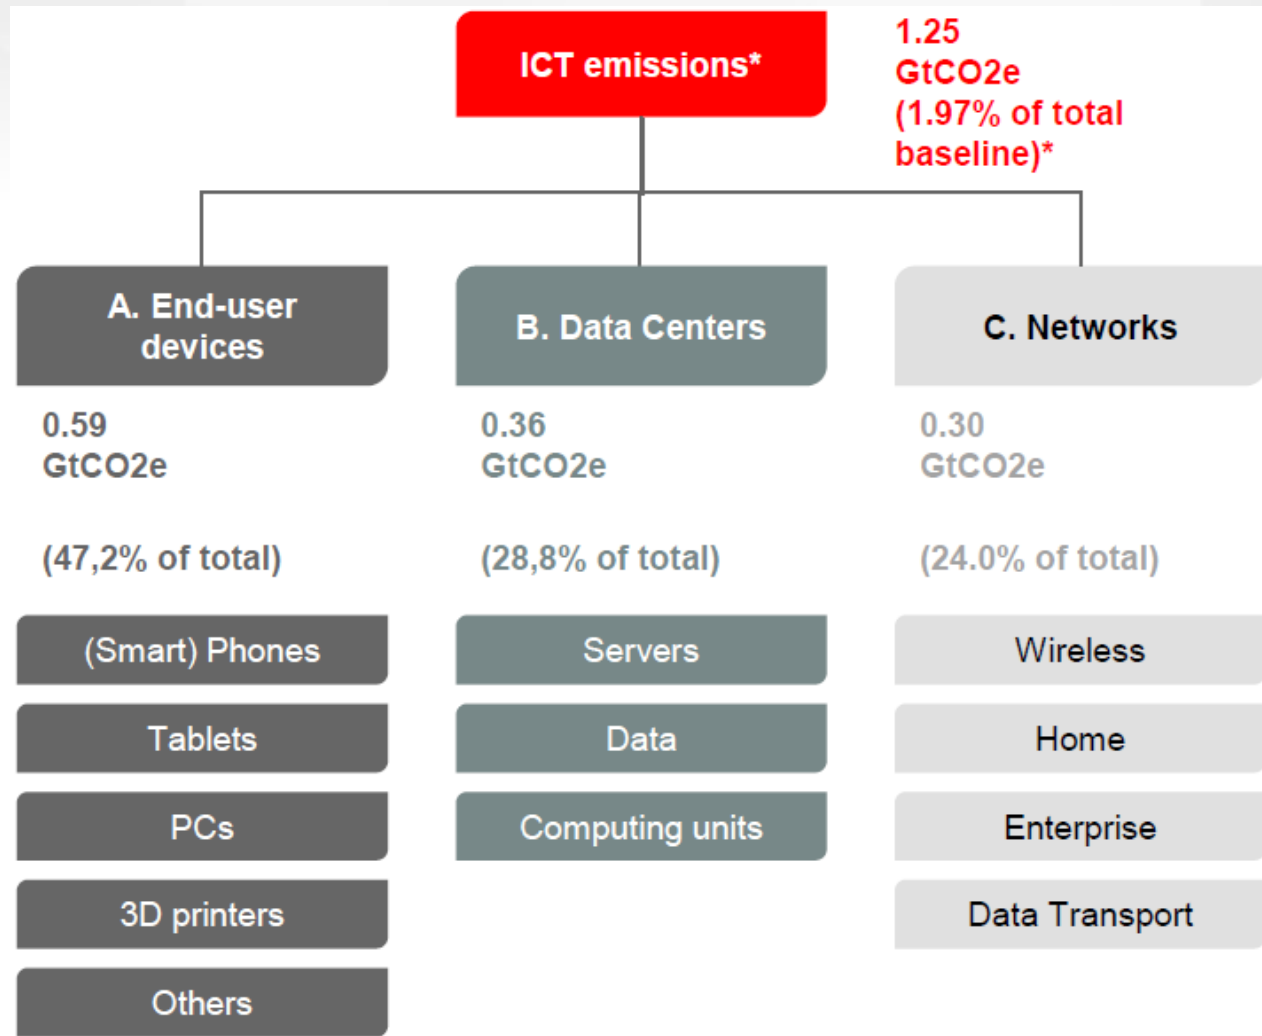 ICT emissions*
1.25
GtCO2e
(1.97% of total
baseline)*
A. End-user
devices
0.59
GtCO2e
(47,2% of total)
(Smart) Phones
Tablets
PCs
3D printers
Others
B. Data Centers
0.36
GtCO2e
(28,8% of total)
Servers
Data
Computing units
C. Networks
0.30
GtCO2e
(24.0% of total)
Wireless
Home
Enterprise
Data Transport